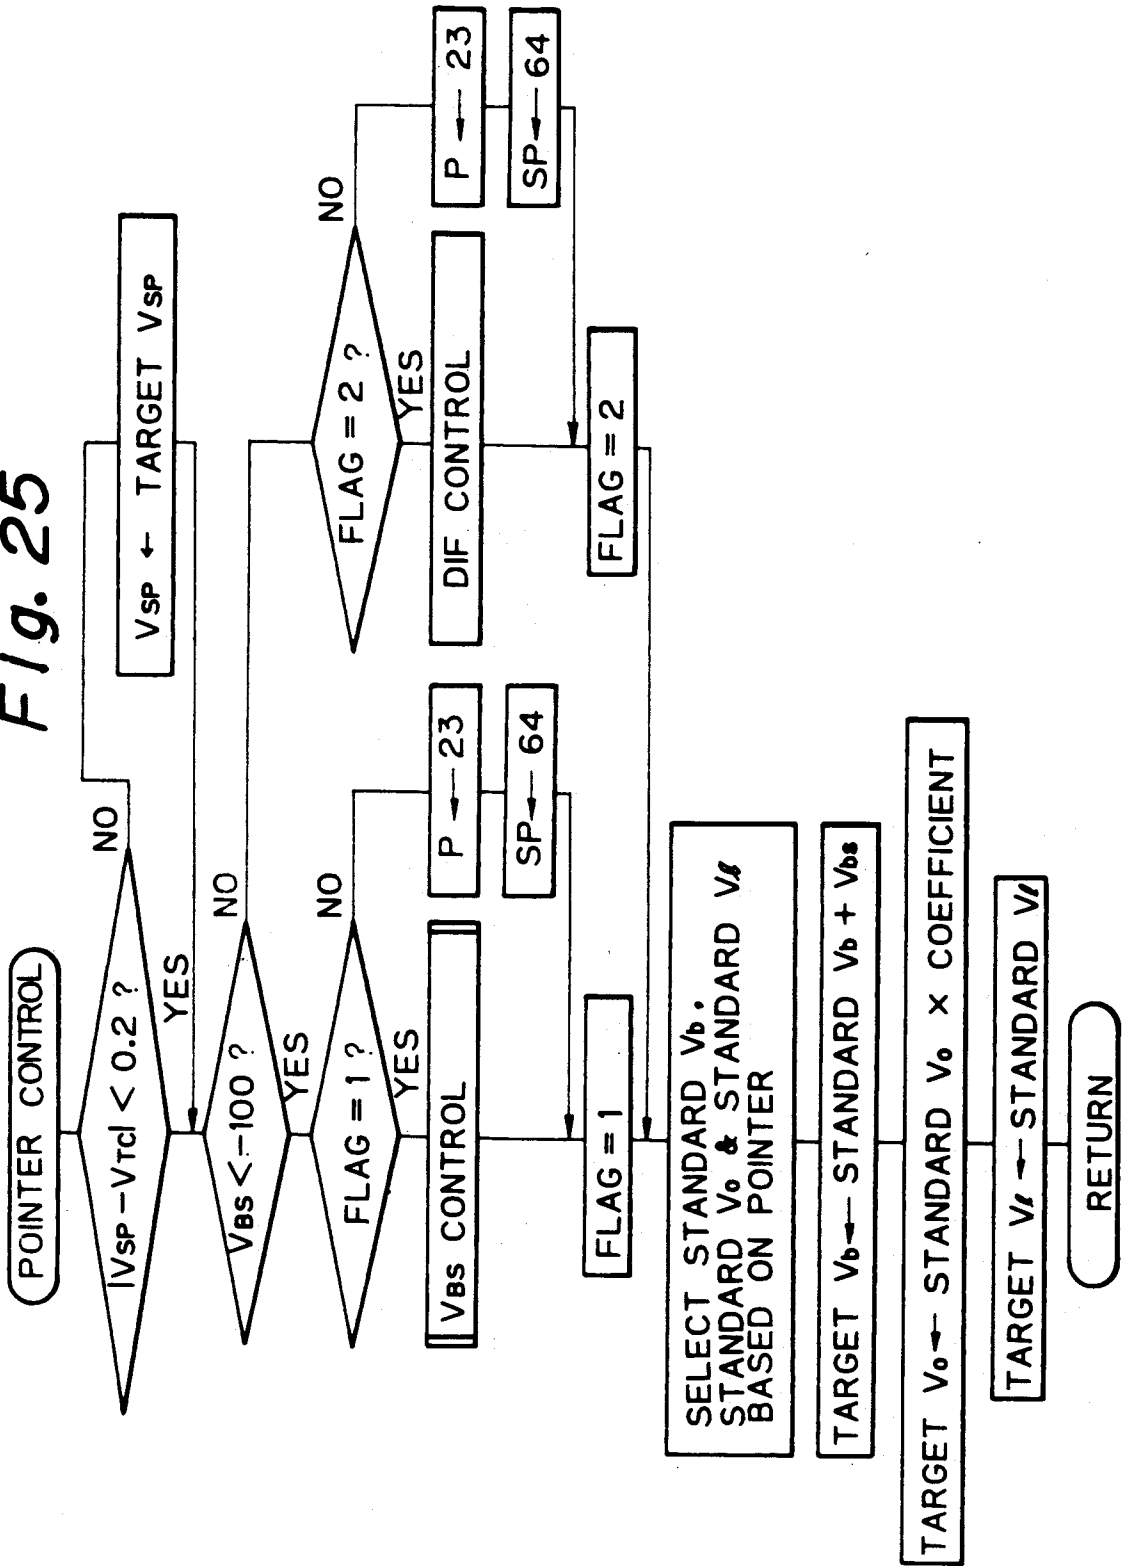 Fig. 25
POINTER CONTROL
|VSP−VTCl < 0.2 ?
NO
YES
VSP ← TARGET VSP
VBS < −100 ?
NO
YES
FLAG = 1 ?
NO
YES
P ← 23
SP ← 64
VBS CONTROL
FLAG = 1
FLAG = 2 ?
NO
YES
P ← 23
SP ← 64
DIF CONTROL
FLAG = 2
SELECT STANDARD Vb,
STANDARD Vo & STANDARD Vℓ
BASED ON POINTER
TARGET Vb ← STANDARD Vb + Vbs
TARGET Vo ← STANDARD Vo × COEFFICIENT
TARGET Vℓ ← STANDARD Vℓ
RETURN